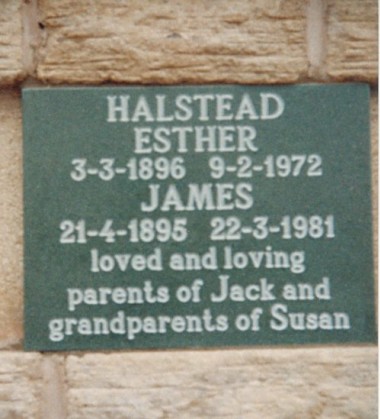 HALSTEAD
ESTHER
3-3-1896 9-2-1972
JAMES
21-4-1895 22-3-1981
loved and loving
parents of Jack and
grandparents of Susan